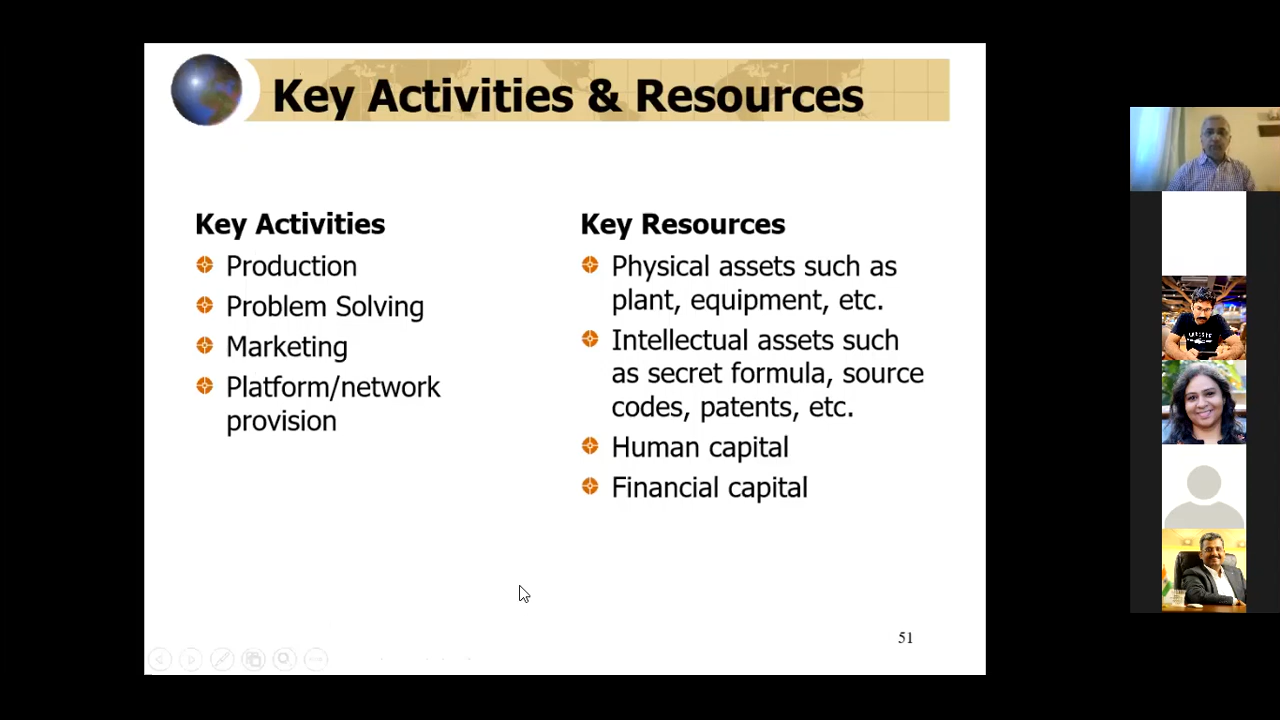 Key Activities & Resources
Key Activities
Production
Problem Solving
Marketing
Platform/network
provision
Key Resources
Physical assets such as
plant, equipment, etc.
Intellectual assets such
as secret formula, source
codes, patents, etc.
Human capital
Financial capital
51